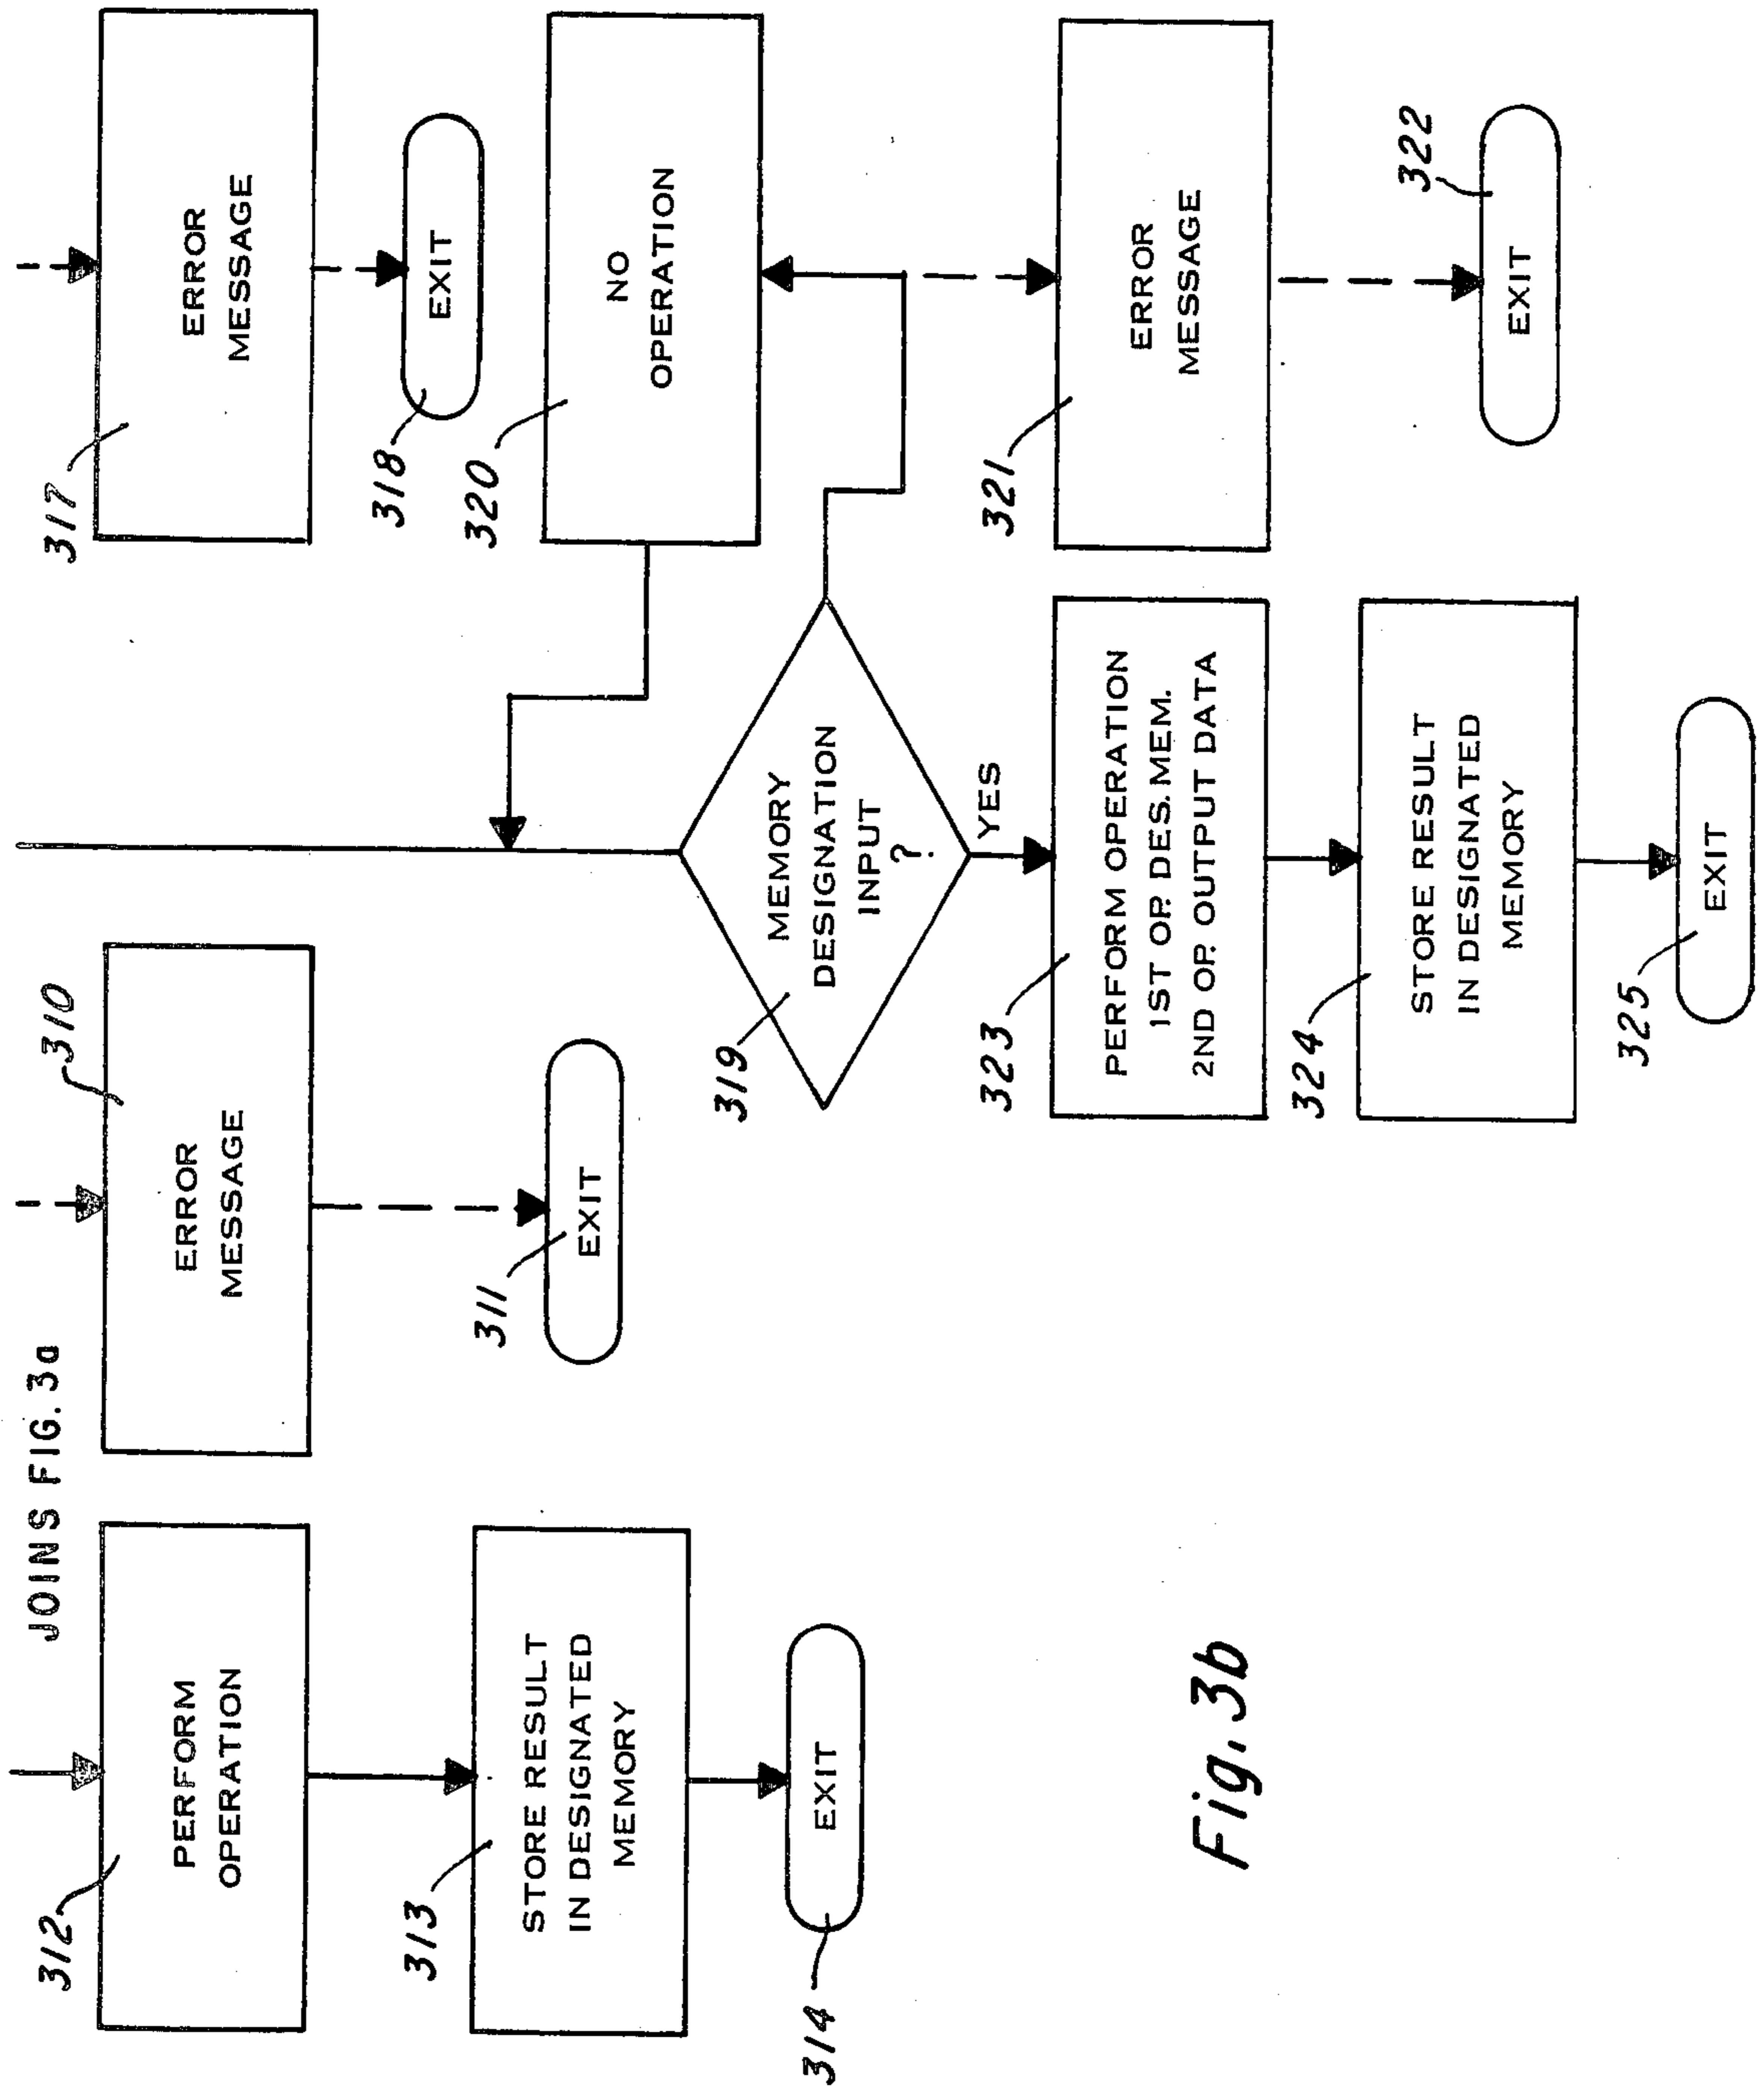 JOINS FIG. 3a
312
PERFORM
OPERATION
313
STORE RESULT
IN DESIGNATED
MEMORY
314
EXIT
310
ERROR
MESSAGE
311
EXIT
317
ERROR
MESSAGE
318
EXIT
320
NO
OPERATION
319
MEMORY
DESIGNATION
INPUT
?
YES
321
ERROR
MESSAGE
322
EXIT
323
PERFORM OPERATION
1ST OP. DES. MEM.
2ND OP. OUTPUT DATA
324
STORE RESULT
IN DESIGNATED
MEMORY
325
EXIT
Fig. 3b